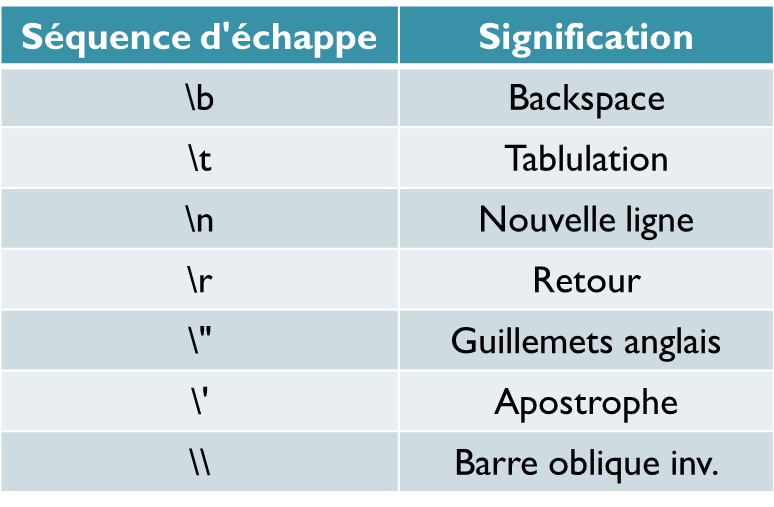 Séquence d'échappe Signification
\b Backspace
\t Tablulation
\n Nouvelle ligne
\r Retour
\" Guillemets anglais
\' Apostrophe
\\ Barre oblique inv.